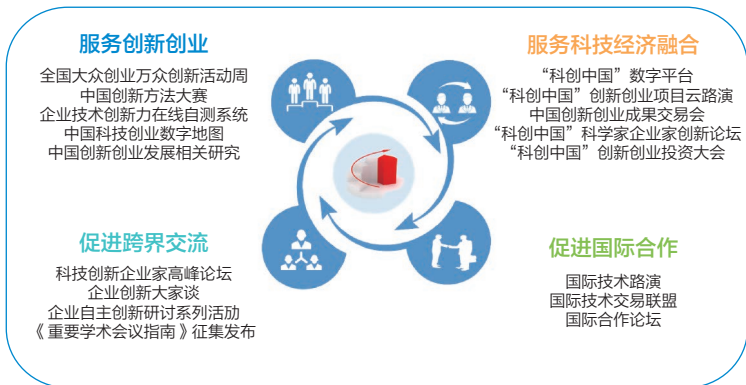 服务创新创业
全国大众创业万众创新活动周
中国创新方法大赛
企业技术创新力在线自测系统
中国科技创业数字地图
中国创新创业发展相关研究
服务科技经济融合
“科创中国”数字平台
“科创中国”创新创业项目云路演
中国创新创业成果交易会
“科创中国”科学家企业家创新论坛
“科创中国”创新创业投资大会
促进跨界交流
科技创新企业家高峰论坛
企业创新大家谈
企业自主创新研讨系列活动
《重要学术会议指南》征集发布
促进国际合作
国际技术路演
国际技术交易联盟
国际合作论坛